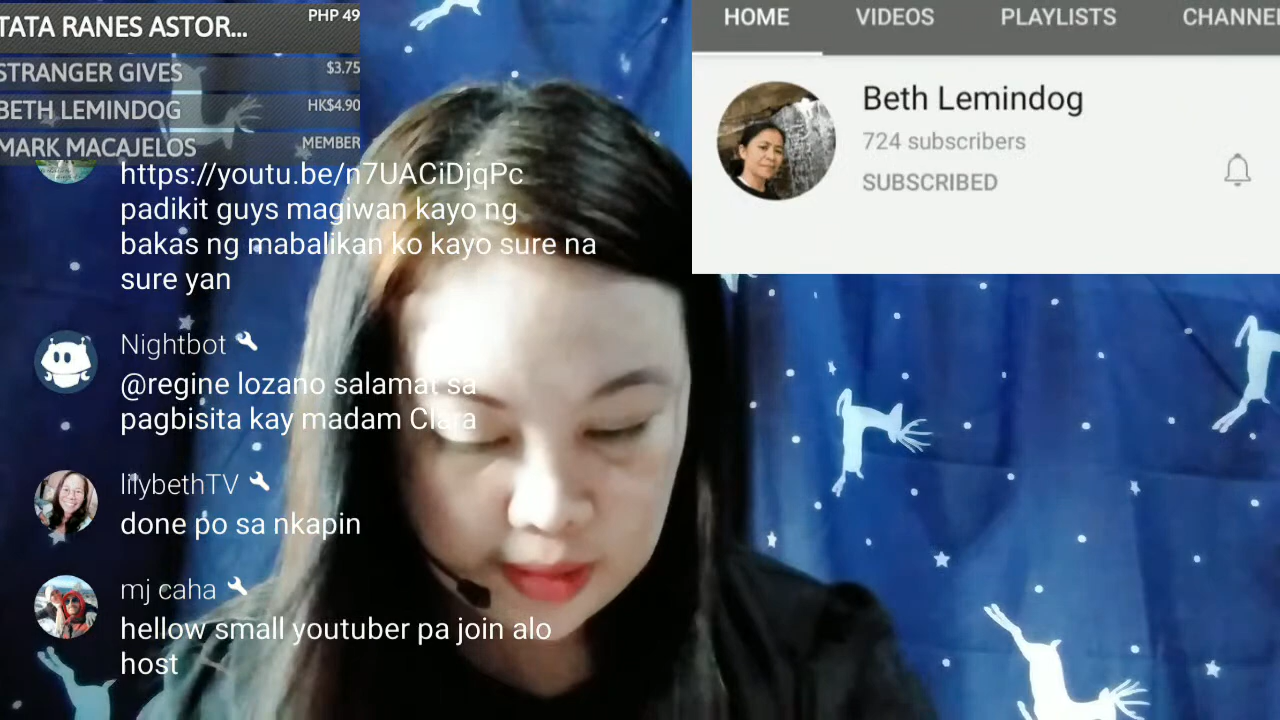 TATA RANES ASTOR... PHP 49
STRANGER GIVES $3.75
BETH LEMINDOG HK$4.90
MARK MACAJELOS MEMBER
https://youtu.be/n7UACiDjqPc
padikit guys magiwan kayo ng
bakas ng mabalikan ko kayo sure na
sure yan
Nightbot
@regine lozano salamat sa
pagbisita kay madam Clara
lilybethTV
done po sa nkapin
mj caha
hellow small youtuber pa join alo
host
HOME VIDEOS PLAYLISTS CHANNEL
Beth Lemindog
724 subscribers
SUBSCRIBED